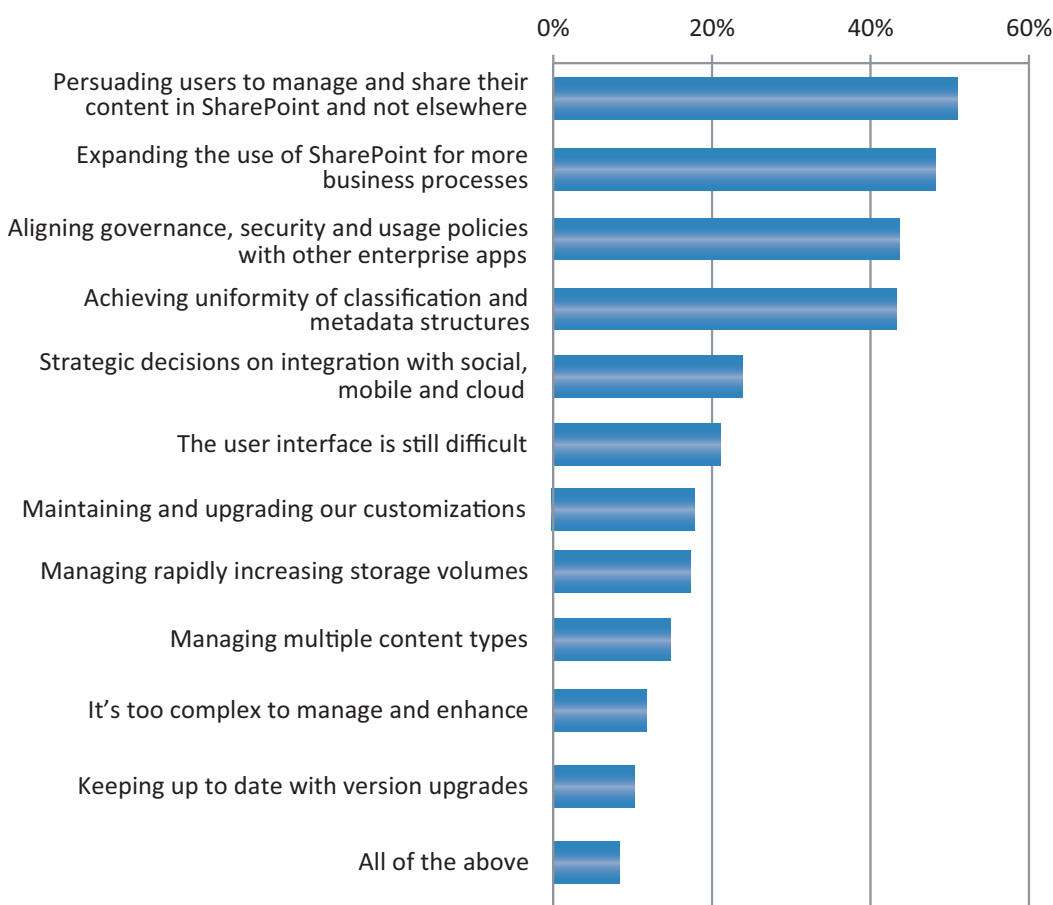 0% 20% 40% 60%
Persuading users to manage and share their
content in SharePoint and not elsewhere
Expanding the use of SharePoint for more
business processes
Aligning governance, security and usage policies
with other enterprise apps
Achieving uniformity of classification and
metadata structures
Strategic decisions on integration with social,
mobile and cloud
The user interface is still difficult
Maintaining and upgrading our customizations
Managing rapidly increasing storage volumes
Managing multiple content types
It's too complex to manage and enhance
Keeping up to date with version upgrades
All of the above